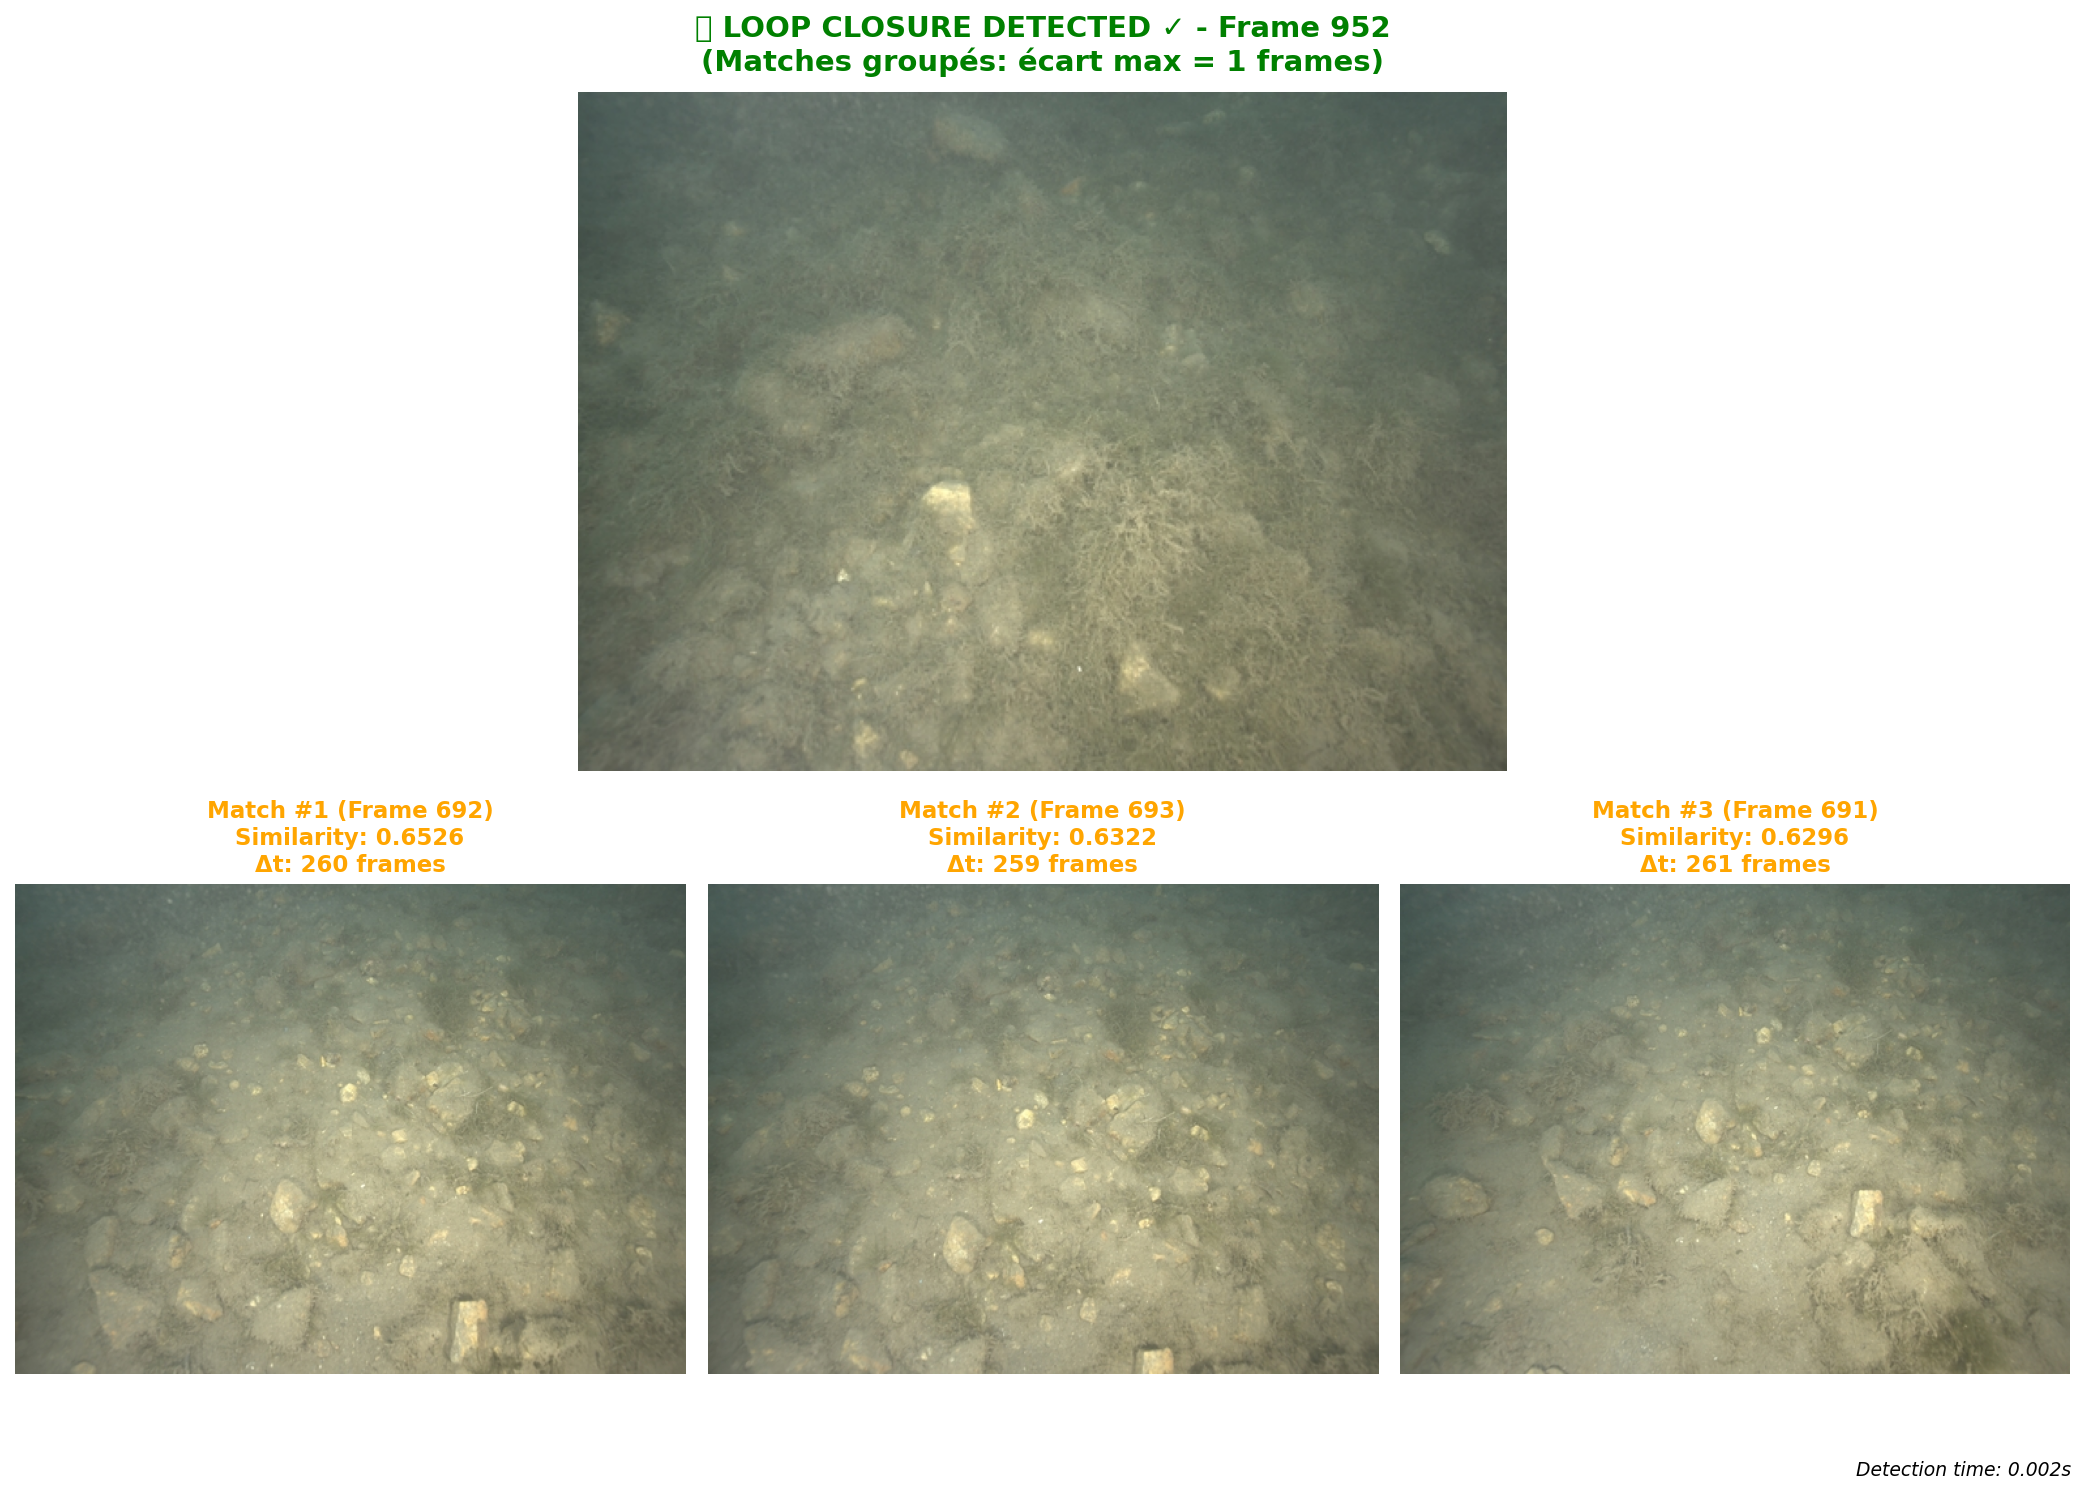 LOOP CLOSURE DETECTED ✓ - Frame 952
(Matches groupés: écart max = 1 frames)
Match #1 (Frame 692)
Similarity: 0.6526
Δt: 260 frames
Match #2 (Frame 693)
Similarity: 0.6322
Δt: 259 frames
Match #3 (Frame 691)
Similarity: 0.6296
Δt: 261 frames
Detection time: 0.002s